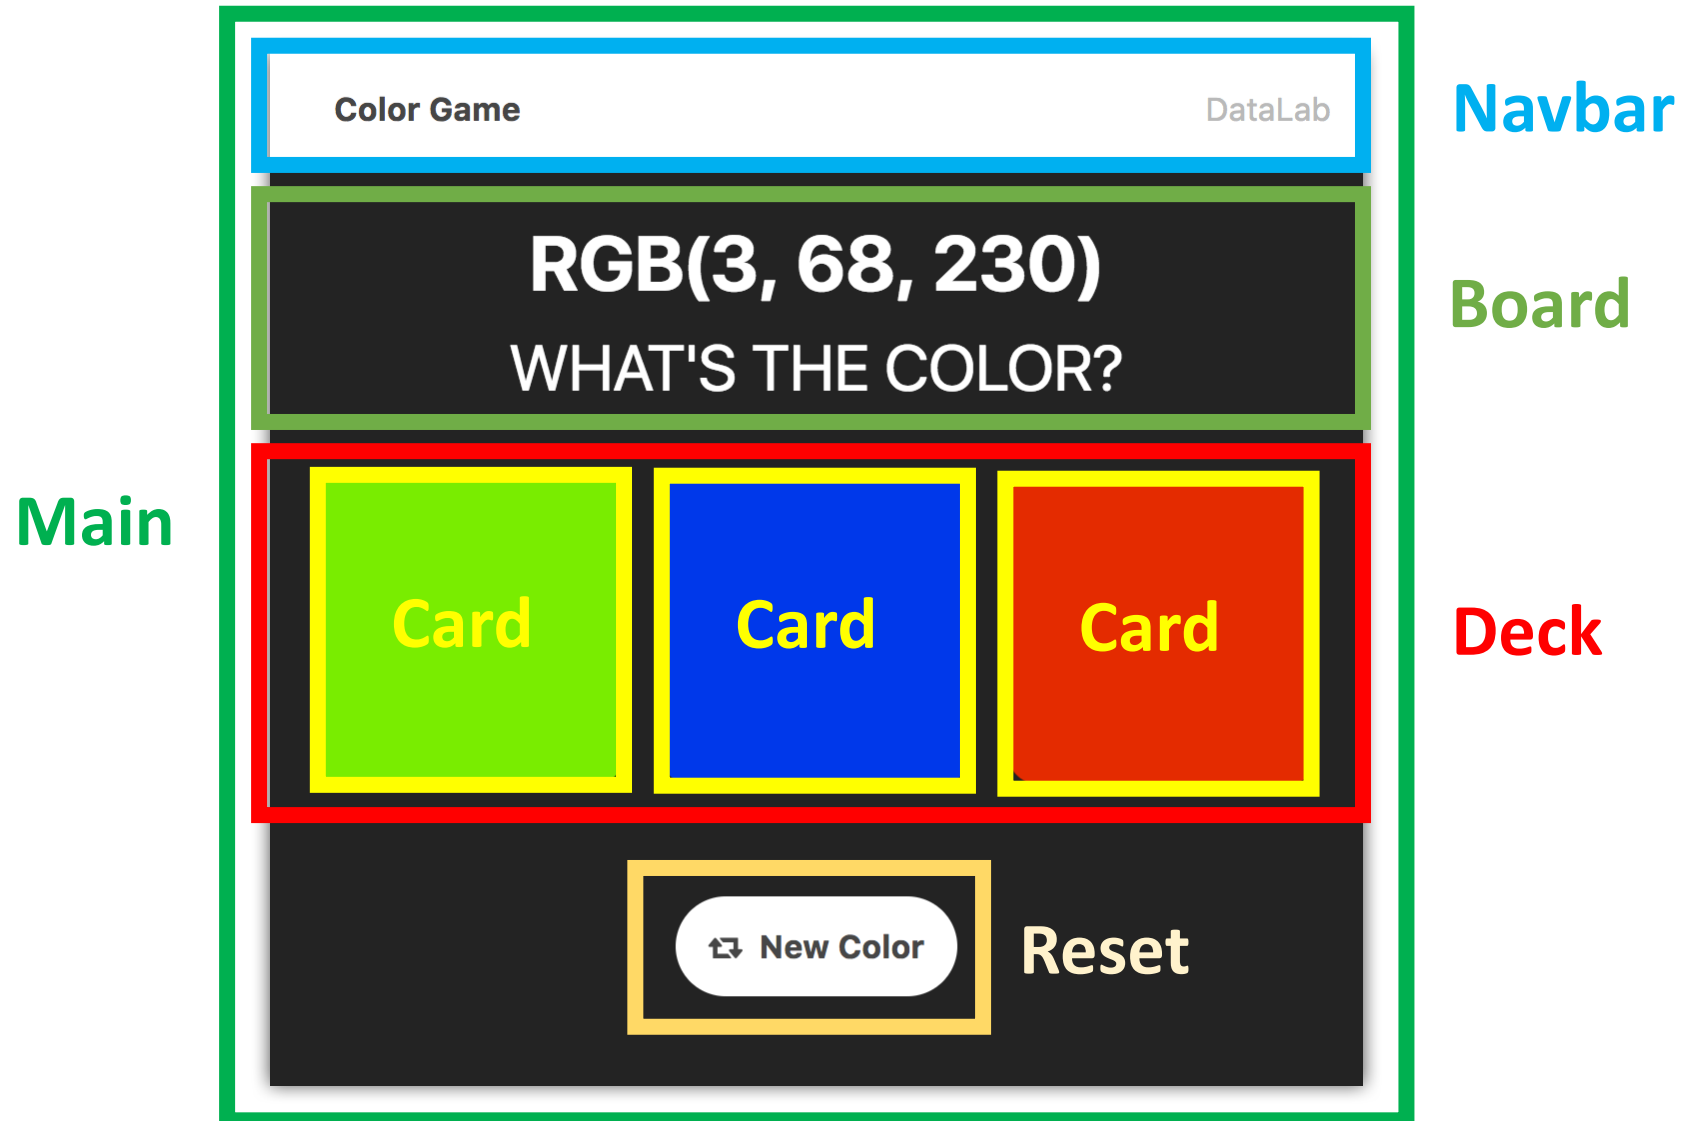 Color Game
DataLab
Navbar
RGB(3, 68, 230)
WHAT'S THE COLOR?
Board
Main
Card
Card
Card
Deck
New Color
Reset